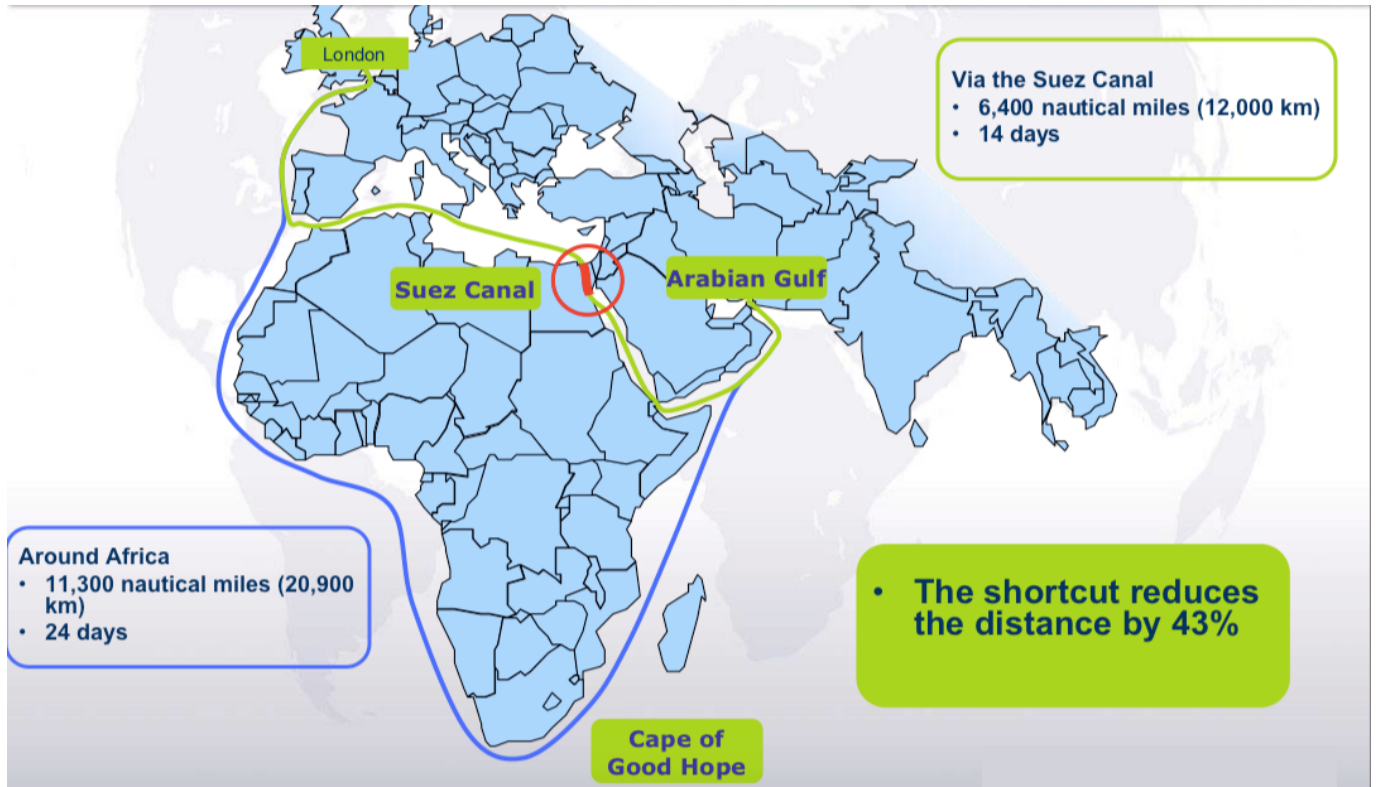 London
Via the Suez Canal
• 6,400 nautical miles (12,000 km)
• 14 days
Suez Canal
Arabian Gulf
Around Africa
• 11,300 nautical miles (20,900
km)
• 24 days
• The shortcut reduces
the distance by 43%
Cape of
Good Hope